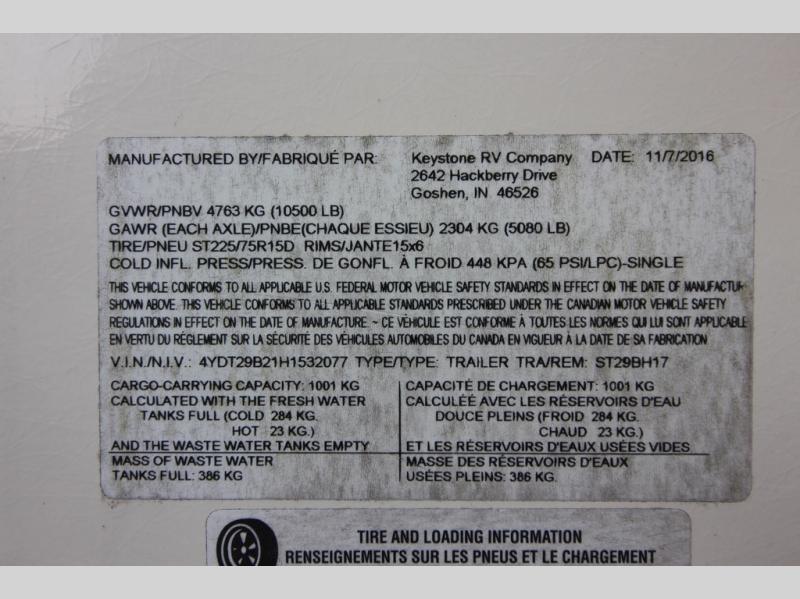 MANUFACTURED BY/FABRIQUÉ PAR: Keystone RV Company DATE: 11/7/2016
2642 Hackberry Drive
Goshen, IN 46526
GVWR/PNBV 4763 KG (10500 LB)
GAWR (EACH AXLE)/PNBE(CHAQUE ESSIEU) 2304 KG (5080 LB)
TIRE/PNEU ST225/75R15D RIMS/JANTE15x6
COLD INFL. PRESS/PRESS. DE GONFL. À FROID 448 KPA (65 PSI/LPC)-SINGLE
THIS VEHICLE CONFORMS TO ALL APPLICABLE U.S. FEDERAL MOTOR VEHICLE SAFETY STANDARDS IN EFFECT ON THE DATE OF MANUFACTUR
SHOWN ABOVE. THIS VEHICLE CONFORMS TO ALL APPLICABLE STANDARDS PRESCRIBED UNDER THE CANADIAN MOTOR VEHICLE SAFETY
REGULATIONS IN EFFECT ON THE DATE OF MANUFACTURE. ~ CE VÉHICULE EST CONFORME À TOUTES LES NORMES QUI LUI SONT APPLICABLE
EN VERTU DU RÉGLEMENT SUR LA SÉCURITÉ DES VÉHICULES AUTOMOBILES DU CANADA EN VIGUEUR À LA DATE DE SA FABRICATION
V.I.N./N.I.V.: 4YDT29B21H1532077 TYPE/TYPE: TRAILER TRA/REM: ST29BH17
CARGO-CARRYING CAPACITY: 1001 KG
CALCULATED WITH THE FRESH WATER
TANKS FULL (COLD 284 KG.
HOT 23 KG.)
AND THE WASTE WATER TANKS EMPTY
MASS OF WASTE WATER
TANKS FULL: 386 KG
CAPACITÉ DE CHARGEMENT: 1001 KG
CALCULÉE AVEC LES RÉSERVOIRS D'EAU
DOUCE PLEINS (FROID 284 KG.
CHAUD 23 KG.)
ET LES RÉSERVOIRS D'EAUX USÉES VIDES
MASSE DES RÉSERVOIRS D'EAUX
USÉES PLEINS: 386 KG.
TIRE AND LOADING INFORMATION
RENSEIGNEMENTS SUR LES PNEUS ET LE CHARGEMENT